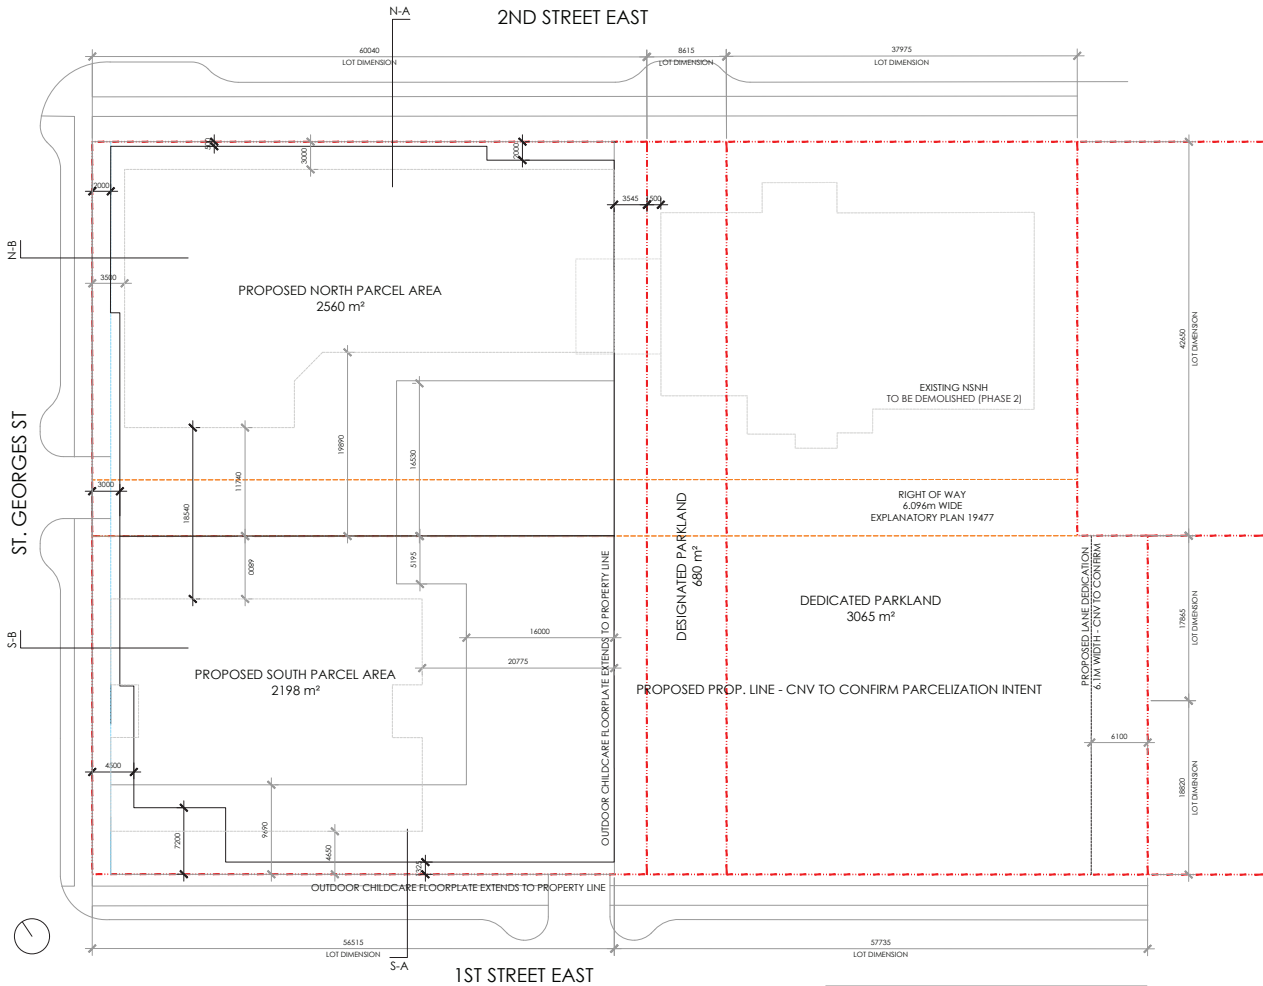 N-A
2ND STREET EAST
60040
LOT DIMENSION
8615
LOT DIMENSION
37975
LOT DIMENSION
500
3000
2000
2000
3545
500
N-B
3500
PROPOSED NORTH PARCEL AREA
2560 m²
42650
LOT DIMENSION
EXISTING NSNH
TO BE DEMOLISHED (PHASE 2)
ST. GEORGES ST
19890
16530
11740
18540
3000
RIGHT OF WAY
6.096m WIDE
EXPLANATORY PLAN 19477
DESIGNATED PARKLAND
680 m²
6800
5195
OUTDOOR CHILDCARE FLOORPLATE EXTENDS TO PROPERTY LINE
PROPOSED LANE DEDICATION
6.1M WIDTH - CNV TO CONFIRM
DEDICATED PARKLAND
3065 m²
17865
LOT DIMENSION
S-B
16000
20775
PROPOSED SOUTH PARCEL AREA
2198 m²
PROPOSED PROP. LINE - CNV TO CONFIRM PARCELIZATION INTENT
6100
4500
18820
LOT DIMENSION
7200
9690
4650
1325
OUTDOOR CHILDCARE FLOORPLATE EXTENDS TO PROPERTY LINE
56515
LOT DIMENSION
57735
LOT DIMENSION
S-A
1ST STREET EAST